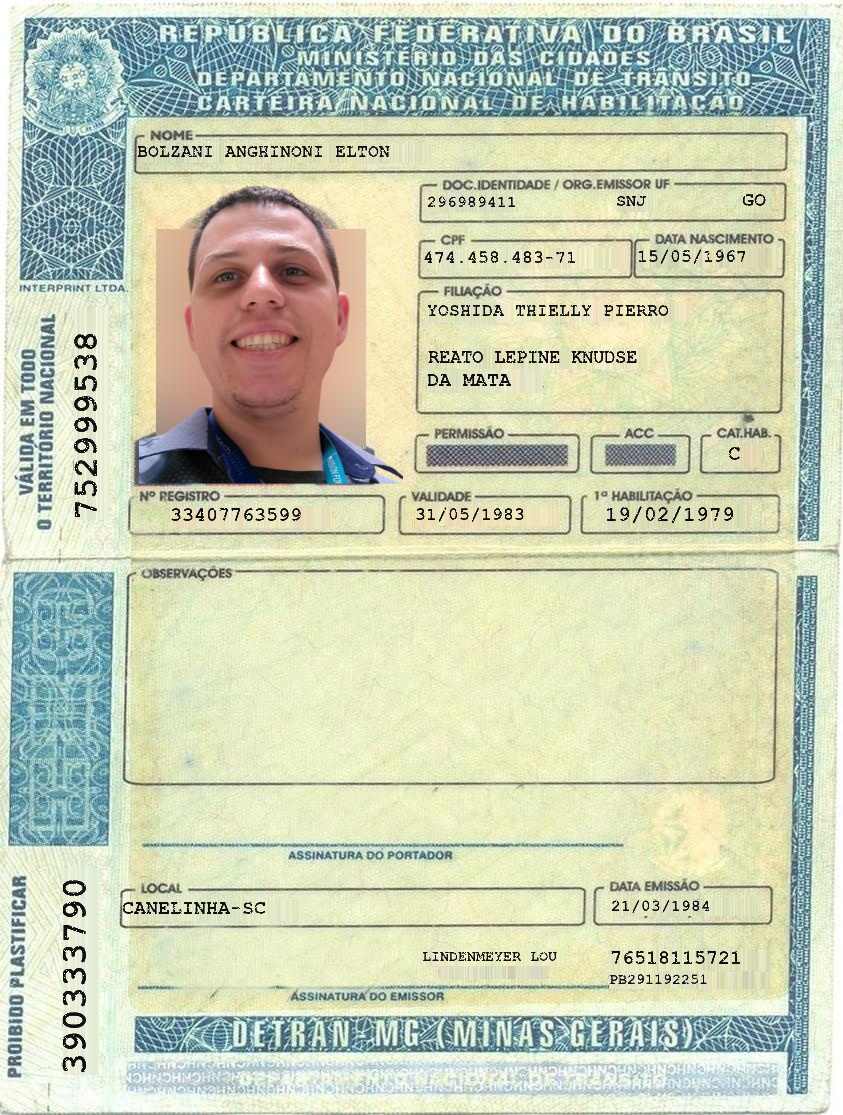 REPÚBLICA FEDERATIVA DO BRASIL
MINISTÉRIO DAS CIDADES
DEPARTAMENTO NACIONAL DE TRÂNSITO
CARTEIRA NACIONAL DE HABILITAÇÃO
NOME
BOLZANI ANGHINONI ELTON
DOC.IDENTIDADE / ORG.EMISSOR UF
296989411 SNJ GO
CPF DATA NASCIMENTO
474.458.483-71 15/05/1967
FILIAÇÃO
YOSHIDA THIELLY PIERRO
REATO LEPINE KNUDSE
DA MATA
PERMISSÃO ACC CAT.HAB.
C
Nº REGISTRO VALIDADE 1ª HABILITAÇÃO
33407763599 31/05/1983 19/02/1979
INTERPRINT LTDA.
VÁLIDA EM TODO
O TERRITÓRIO NACIONAL
752999538
OBSERVAÇÕES
ASSINATURA DO PORTADOR
LOCAL DATA EMISSÃO
CANELINHA-SC 21/03/1984
LINDENMEYER LOU 76518115721
PB291192251
ASSINATURA DO EMISSOR
PROIBIDO PLASTIFICAR
390333790
DETRAN-MG (MINAS GERAIS)